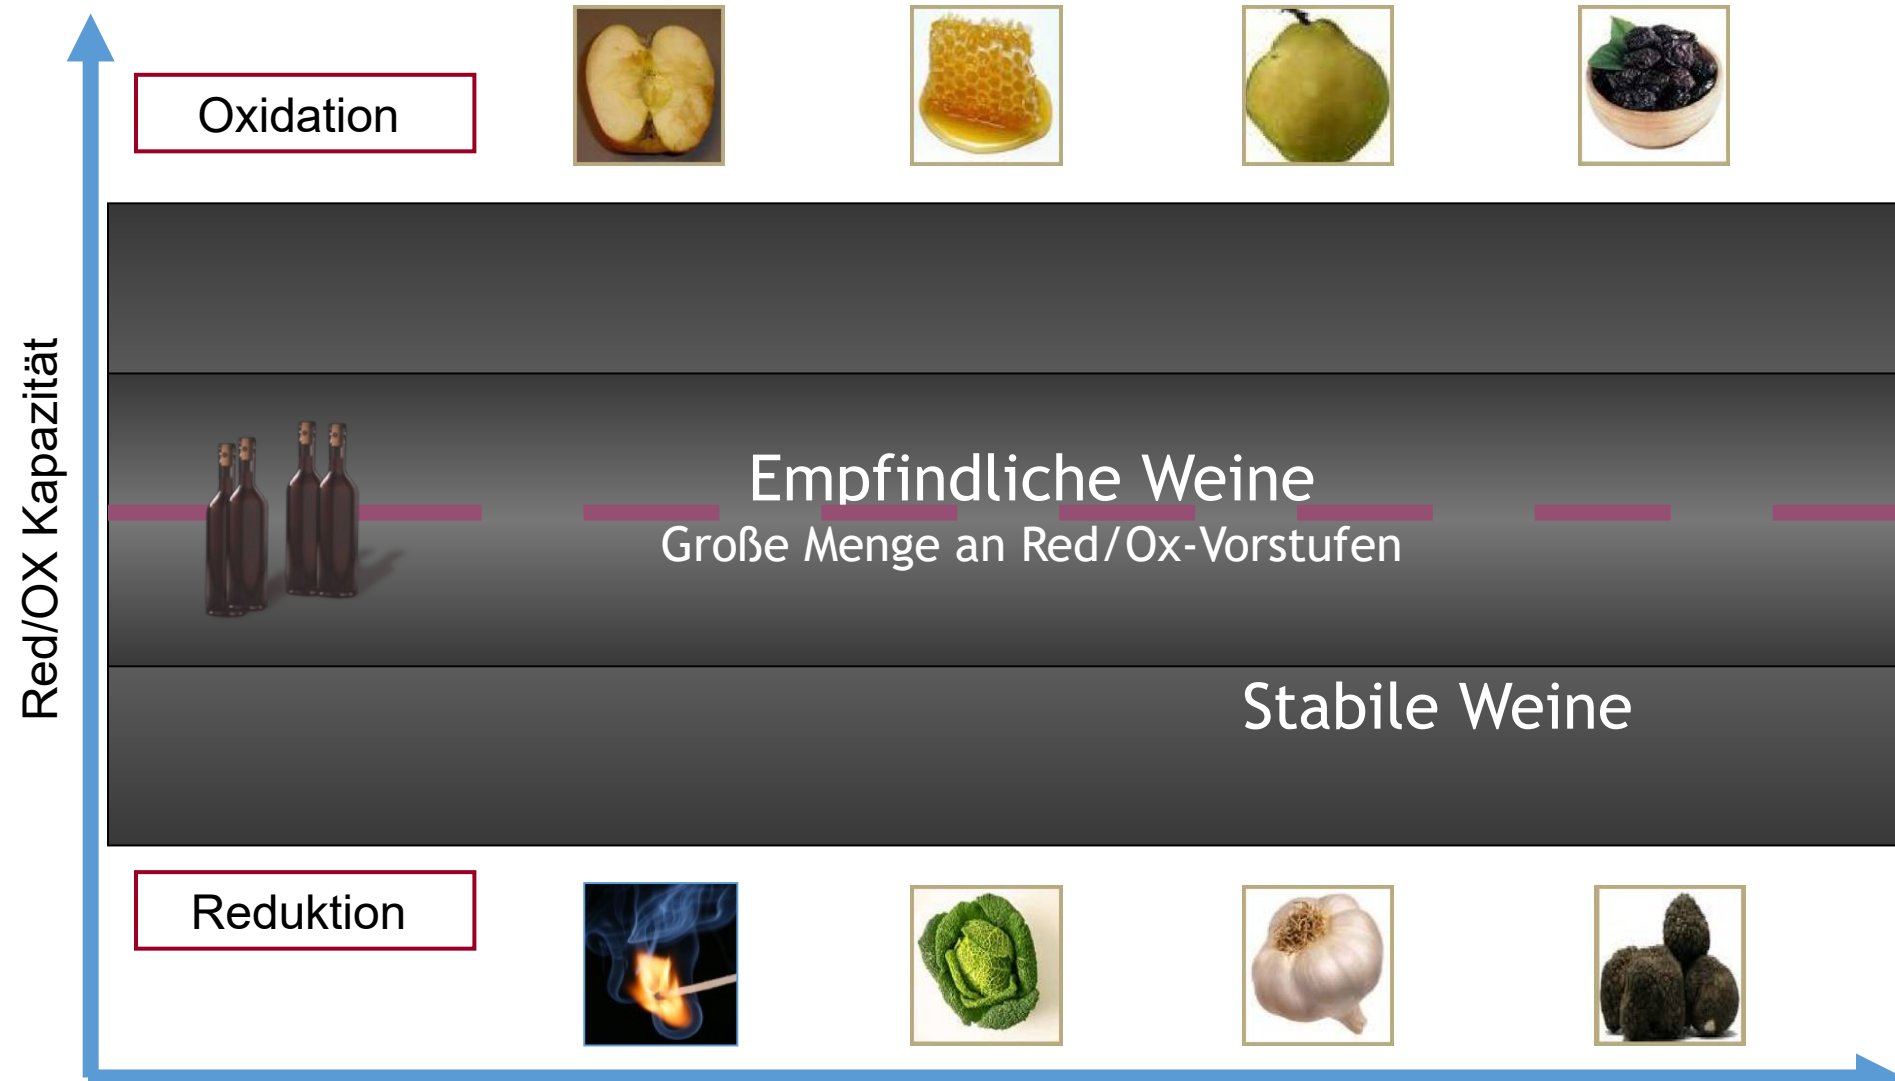 Oxidation
Red/OX Kapazität
Empfindliche Weine
Große Menge an Red/Ox-Vorstufen
Stabile Weine
Reduktion